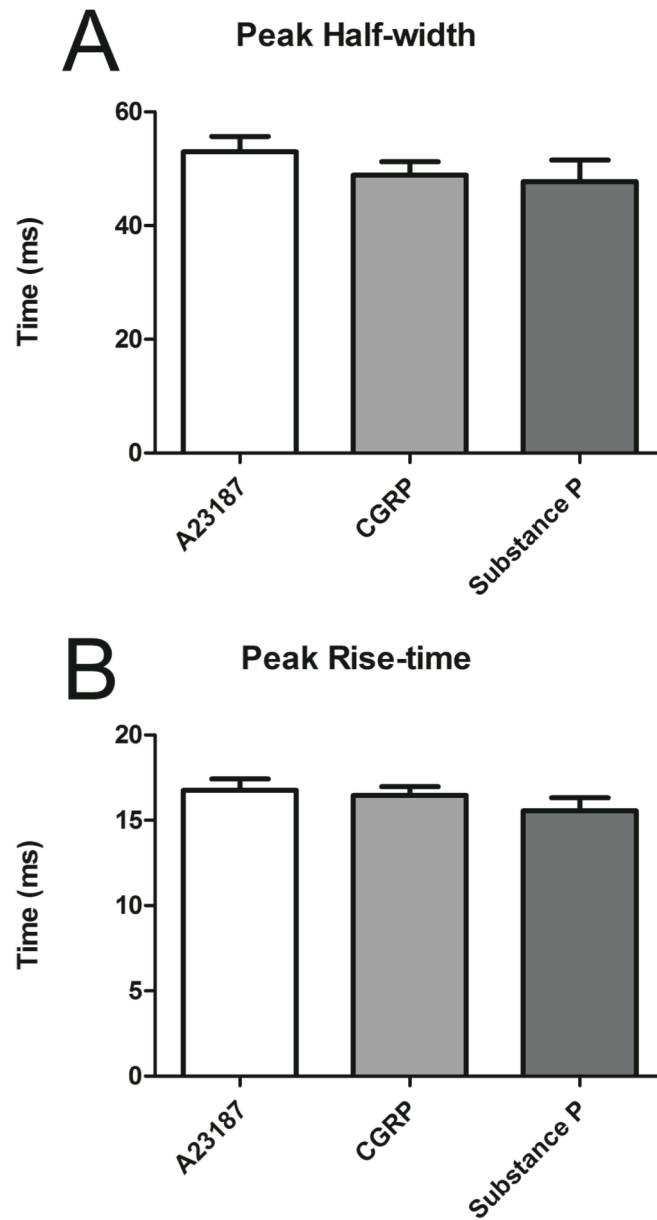 A
Peak Half-width
60
40
20
0
Time (ms)
A23187
CGRP
Substance P
B
Peak Rise-time
20
15
10
5
0
Time (ms)
A23187
CGRP
Substance P